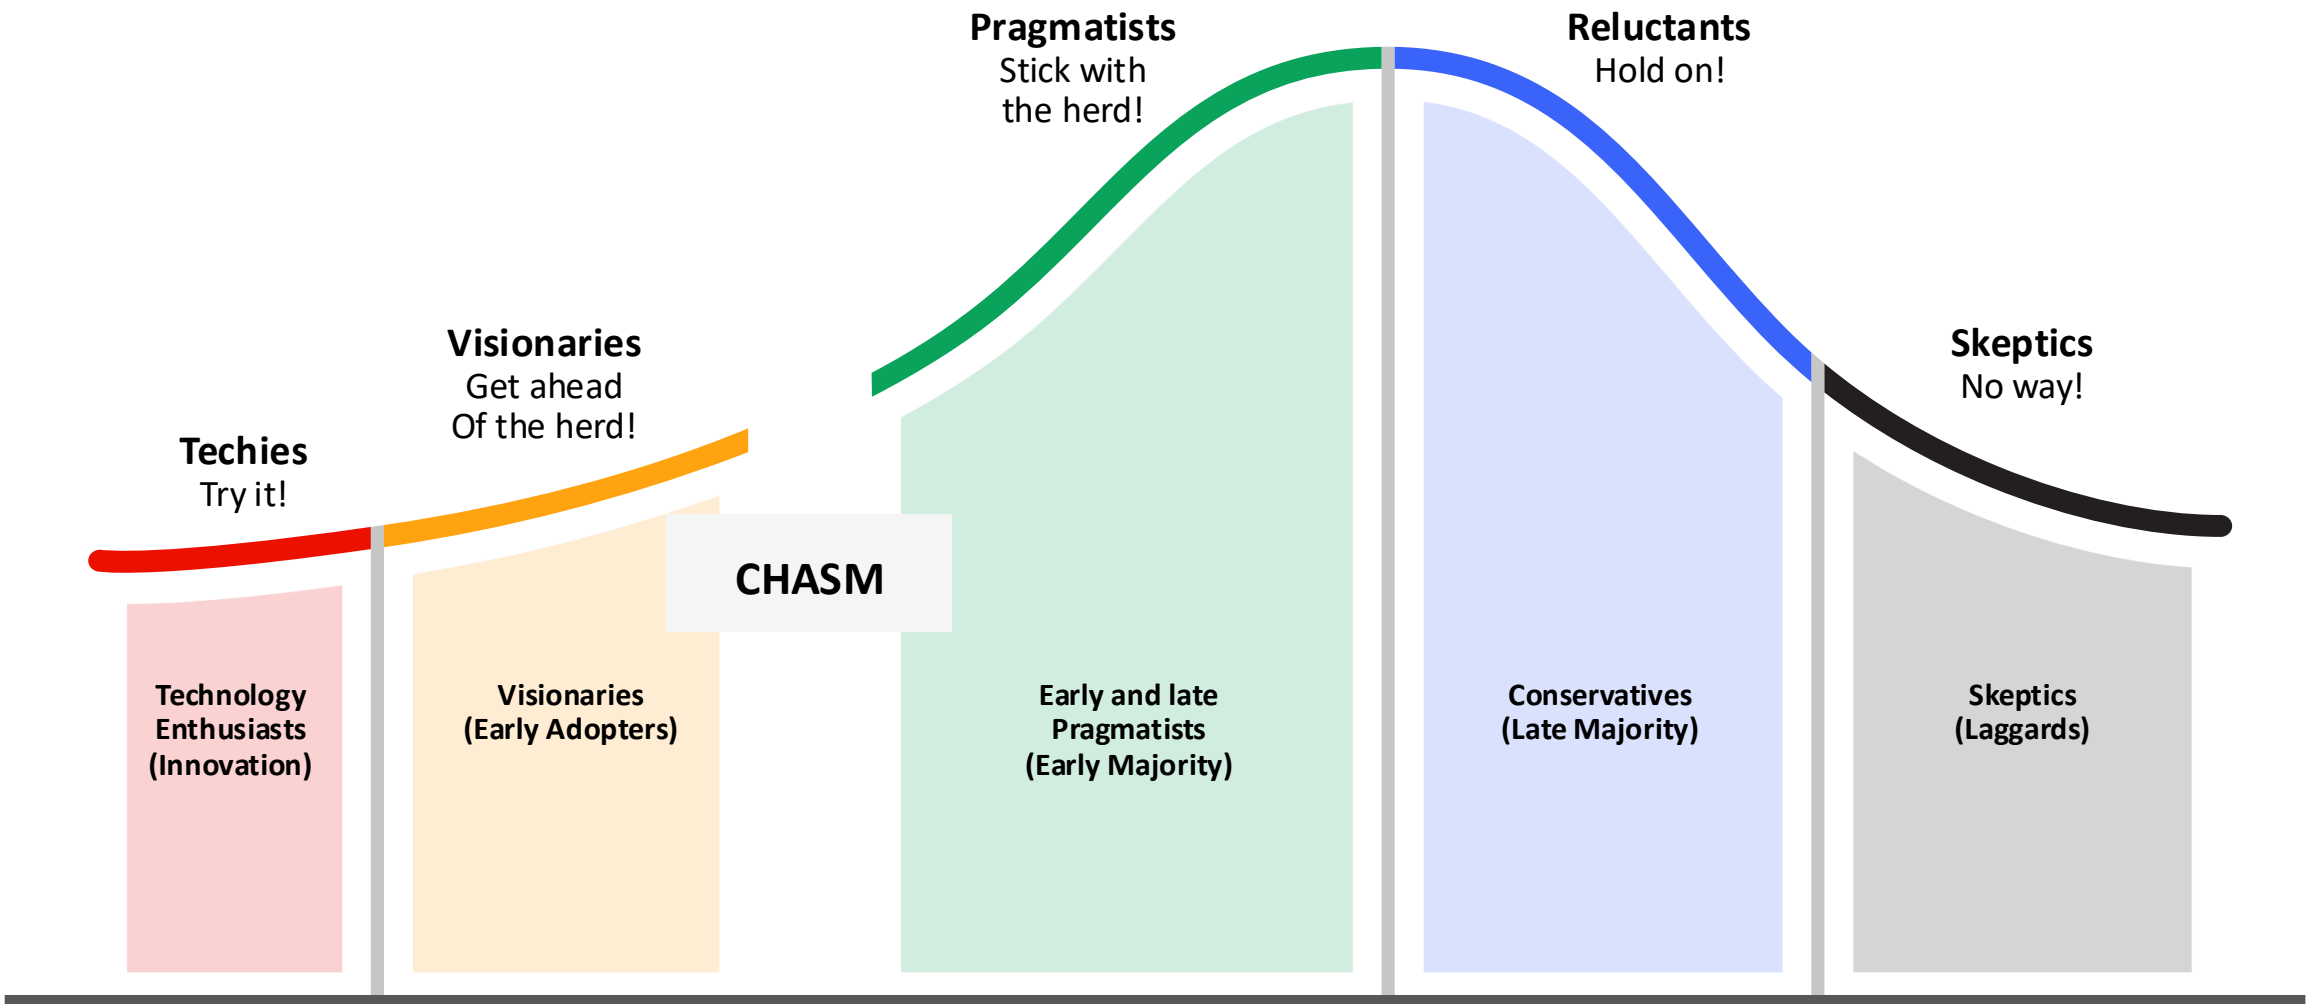 Pragmatists
Stick with
the herd!
Reluctants
Hold on!
Visionaries
Get ahead
Of the herd!
Skeptics
No way!
Techies
Try it!
CHASM
Technology
Enthusiasts
(Innovation)
Visionaries
(Early Adopters)
Early and late
Pragmatists
(Early Majority)
Conservatives
(Late Majority)
Skeptics
(Laggards)